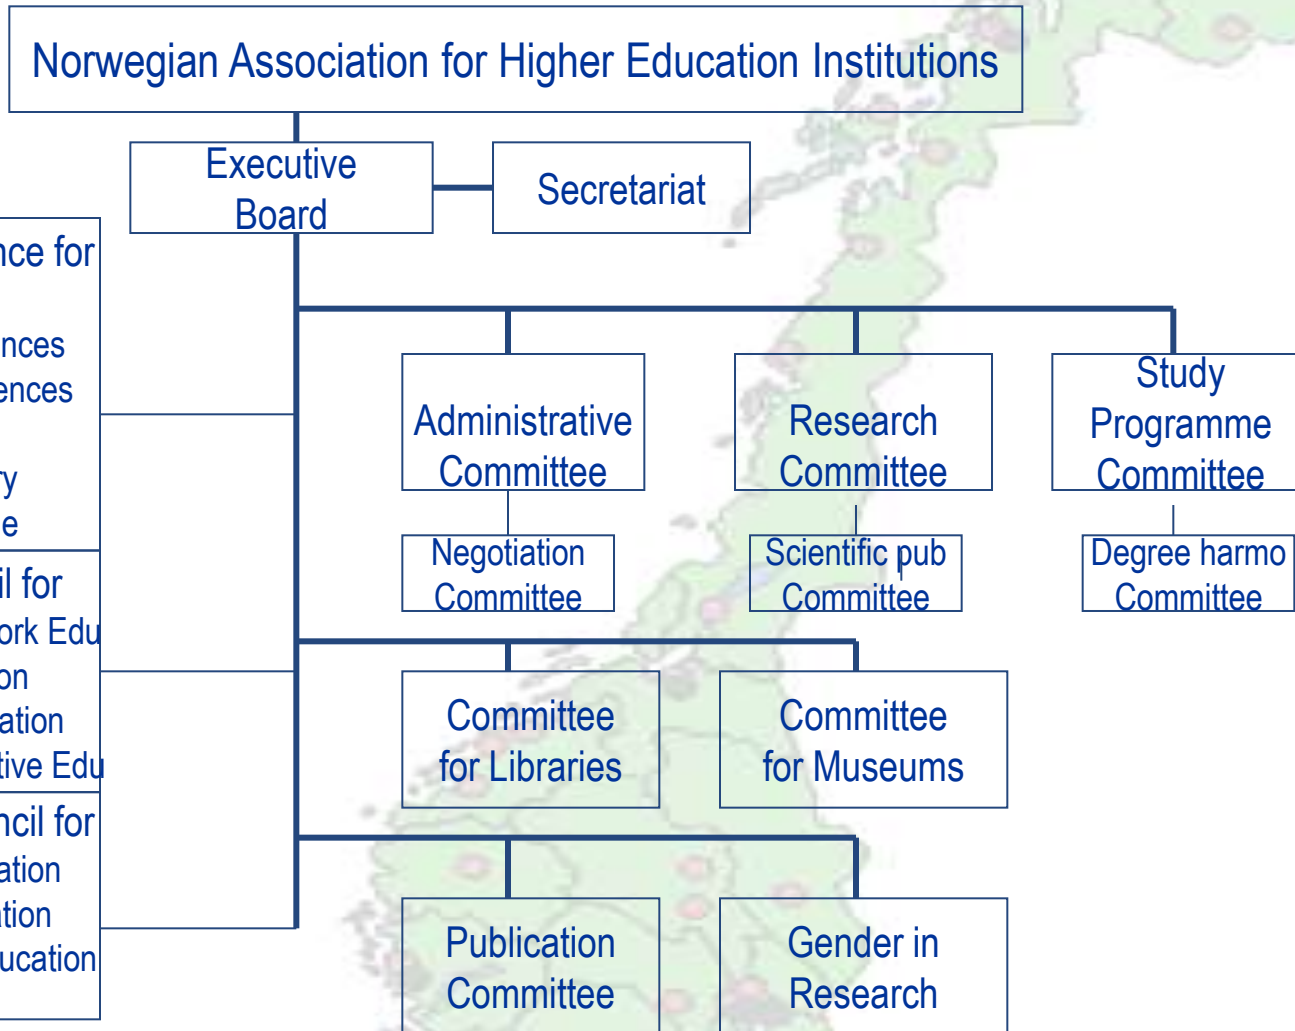 Norwegian Association for Higher Education Institutions
Executive
Board
Secretariat
nce for
nces
ences
ry
e
il for
ork Edu
on
ation
tive Edu
ncil for
ation
ation
ucation
Administrative
Committee
Research
Committee
Study
Programme
Committee
Negotiation
Committee
Scientific pub
Committee
Degree harmo
Committee
Committee
for Libraries
Committee
for Museums
Publication
Committee
Gender in
Research